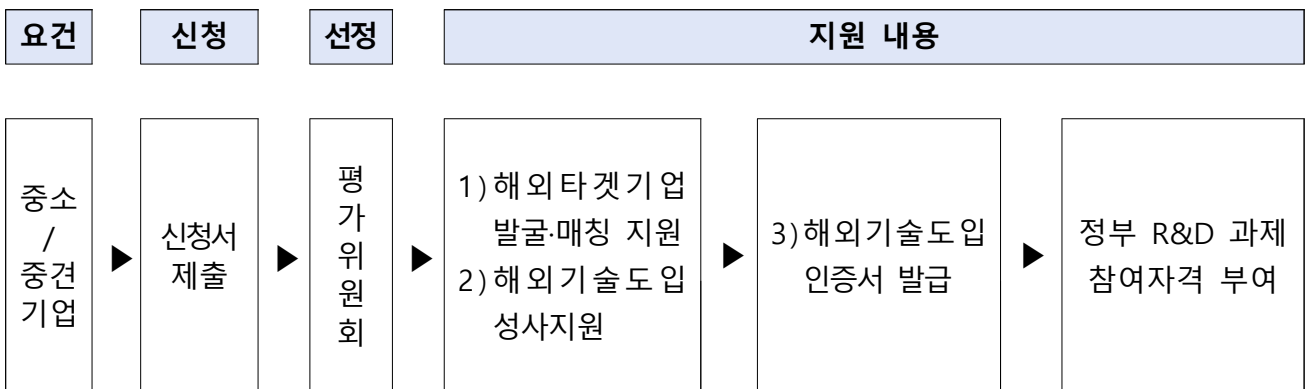 요건
신청
선정
지원 내용
중소
/
중견
기업
▶
신청서
제출
▶
평
가
위
원
회
▶
1)해외타겟기업
발굴·매칭 지원
2)해외기술도입
성사지원
▶
3)해외기술도입
인증서 발급
▶
정부 R&D 과제
참여자격 부여